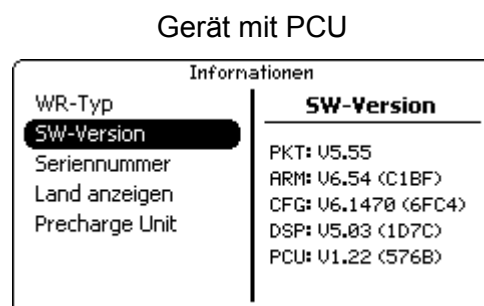 Gerät mit PCU
Informationen
WR-Typ
SW-Version
Seriennummer
Land anzeigen
Precharge Unit
SW-Version
PKT: V5.55
ARM: V6.54 (C1BF)
CFG: V6.1470 (6FC4)
DSP: V5.03 (1D7C)
PCU: V1.22 (576B)